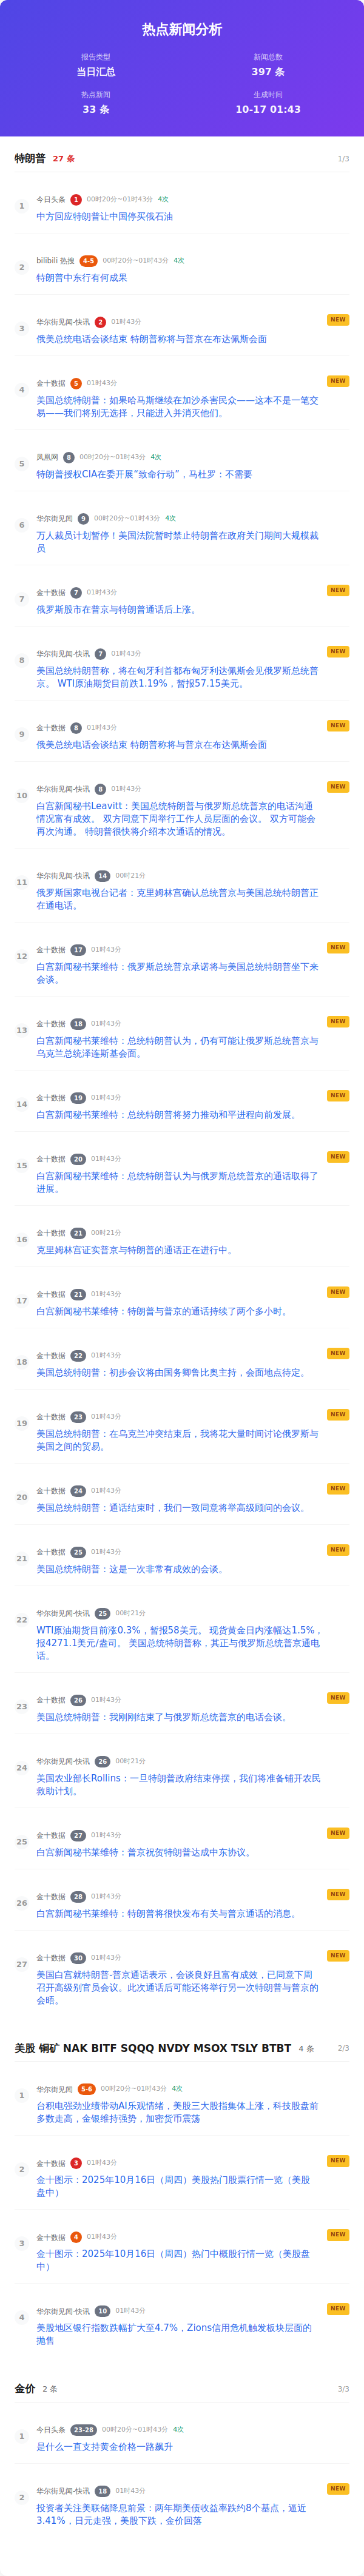 热点新闻分析
报告类型
当日汇总
新闻总数
397 条
热点新闻
33 条
生成时间
10-17 01:43
特朗普 27 条 1/3
1
今日头条 1 00时20分~01时43分 4次
中方回应特朗普让中国停买俄石油
2
bilibili 热搜 4-5 00时20分~01时43分 4次
特朗普中东行有何成果
3
华尔街见闻-快讯 2 01时43分 NEW
俄美总统电话会谈结束 特朗普称将与普京在布达佩斯会面
4
金十数据 5 01时43分 NEW
美国总统特朗普：如果哈马斯继续在加沙杀害民众——这本不是一笔交
易——我们将别无选择，只能进入并消灭他们。
5
凤凰网 8 00时20分~01时43分 4次
特朗普授权CIA在委开展“致命行动”，马杜罗：不需要
6
华尔街见闻 9 00时20分~01时43分 4次
万人裁员计划暂停！美国法院暂时禁止特朗普在政府关门期间大规模裁
员
7
金十数据 7 01时43分 NEW
俄罗斯股市在普京与特朗普通话后上涨。
8
华尔街见闻-快讯 7 01时43分 NEW
美国总统特朗普称，将在匈牙利首都布匈牙利达佩斯会见俄罗斯总统普
京。 WTI原油期货目前跌1.19%，暂报57.15美元。
9
金十数据 8 01时43分 NEW
俄美总统电话会谈结束 特朗普称将与普京在布达佩斯会面
10
华尔街见闻-快讯 8 01时43分 NEW
白宫新闻秘书Leavitt：美国总统特朗普与俄罗斯总统普京的电话沟通
情况富有成效。 双方同意下周举行工作人员层面的会议。 双方可能会
再次沟通。 特朗普很快将介绍本次通话的情况。
11
华尔街见闻-快讯 14 00时21分
俄罗斯国家电视台记者：克里姆林宫确认总统普京与美国总统特朗普正
在通电话。
12
金十数据 17 01时43分 NEW
白宫新闻秘书莱维特：俄罗斯总统普京承诺将与美国总统特朗普坐下来
会谈。
13
金十数据 18 01时43分 NEW
白宫新闻秘书莱维特：总统特朗普认为，仍有可能让俄罗斯总统普京与
乌克兰总统泽连斯基会面。
14
金十数据 19 01时43分 NEW
白宫新闻秘书莱维特：总统特朗普将努力推动和平进程向前发展。
15
金十数据 20 01时43分 NEW
白宫新闻秘书莱维特：总统特朗普认为与俄罗斯总统普京的通话取得了
进展。
16
金十数据 21 00时21分
克里姆林宫证实普京与特朗普的通话正在进行中。
17
金十数据 21 01时43分 NEW
白宫新闻秘书莱维特：特朗普与普京的通话持续了两个多小时。
18
金十数据 22 01时43分 NEW
美国总统特朗普：初步会议将由国务卿鲁比奥主持，会面地点待定。
19
金十数据 23 01时43分 NEW
美国总统特朗普：在乌克兰冲突结束后，我将花大量时间讨论俄罗斯与
美国之间的贸易。
20
金十数据 24 01时43分 NEW
美国总统特朗普：通话结束时，我们一致同意将举高级顾问的会议。
21
金十数据 25 01时43分 NEW
美国总统特朗普：这是一次非常有成效的会谈。
22
华尔街见闻-快讯 25 00时21分
WTI原油期货目前涨0.3%，暂报58美元。 现货黄金日内涨幅达1.5%，
报4271.1美元/盎司。 美国总统特朗普称，其正与俄罗斯总统普京通电
话。
23
金十数据 26 01时43分 NEW
美国总统特朗普：我刚刚结束了与俄罗斯总统普京的电话会谈。
24
华尔街见闻-快讯 26 00时21分
美国农业部长Rollins：一旦特朗普政府结束停摆，我们将准备铺开农民
救助计划。
25
金十数据 27 01时43分 NEW
白宫新闻秘书莱维特：普京祝贺特朗普达成中东协议。
26
金十数据 28 01时43分 NEW
白宫新闻秘书莱维特：特朗普将很快发布有关与普京通话的消息。
27
金十数据 30 01时43分 NEW
美国白宫就特朗普-普京通话表示，会谈良好且富有成效，已同意下周
召开高级别官员会议。此次通话后可能还将举行另一次特朗普与普京的
会晤。
美股 铜矿 NAK BITF SQQQ NVDY MSOX TSLY BTBT 4 条 2/3
1
华尔街见闻 5-6 00时20分~01时43分 4次
台积电强劲业绩带动AI乐观情绪，美股三大股指集体上涨，科技股盘前
多数走高，金银维持强势，加密货币震荡
2
金十数据 3 01时43分 NEW
金十图示：2025年10月16日（周四）美股热门股票行情一览（美股
盘中）
3
金十数据 4 01时43分 NEW
金十图示：2025年10月16日（周四）热门中概股行情一览（美股盘
中）
4
华尔街见闻-快讯 10 01时43分 NEW
美股地区银行指数跌幅扩大至4.7%，Zions信用危机触发板块层面的
抛售
金价 2 条 3/3
1
今日头条 23-28 00时20分~01时43分 4次
是什么一直支持黄金价格一路飙升
2
华尔街见闻-快讯 18 01时43分 NEW
投资者关注美联储降息前景：两年期美债收益率跌约8个基点，逼近
3.41%，日元走强，美股下跌，金价回落